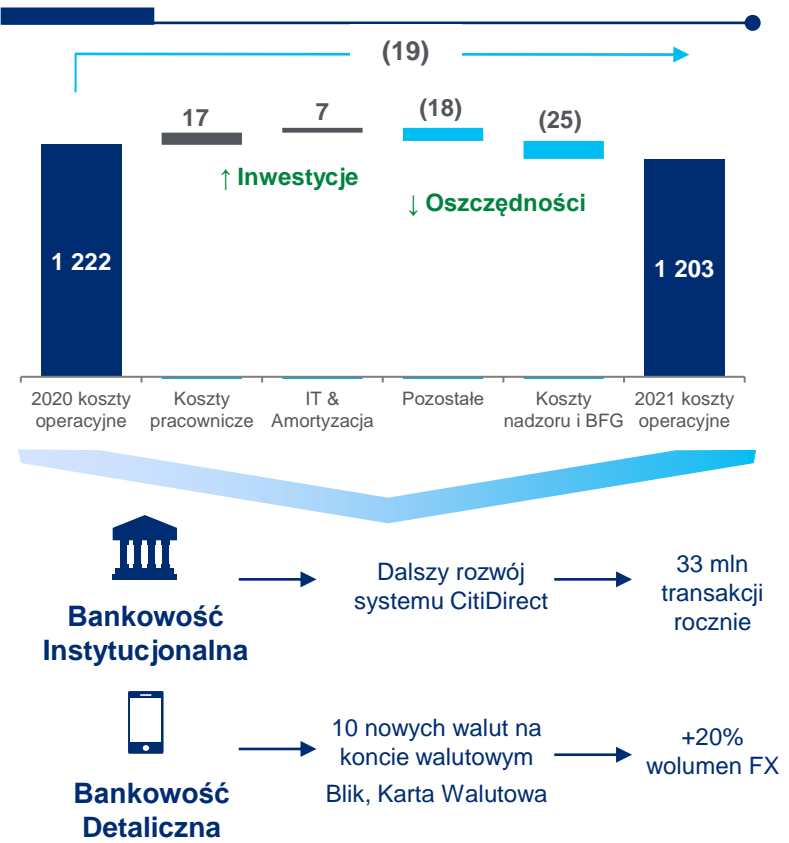 (19)
17
7
(18)
(25)
↑ Inwestycje
↓ Oszczędności
1 222
1 203
2020 koszty
operacyjne
Koszty
pracownicze
IT &
Amortyzacja
Pozostałe
Koszty
nadzoru i BFG
2021 koszty
operacyjne
Bankowość
Instytucjonalna
Dalszy rozwój
systemu CitiDirect
33 mln
transakcji
rocznie
Bankowość
Detaliczna
10 nowych walut na
koncie walutowym
Blik, Karta Walutowa
+20%
wolumen FX